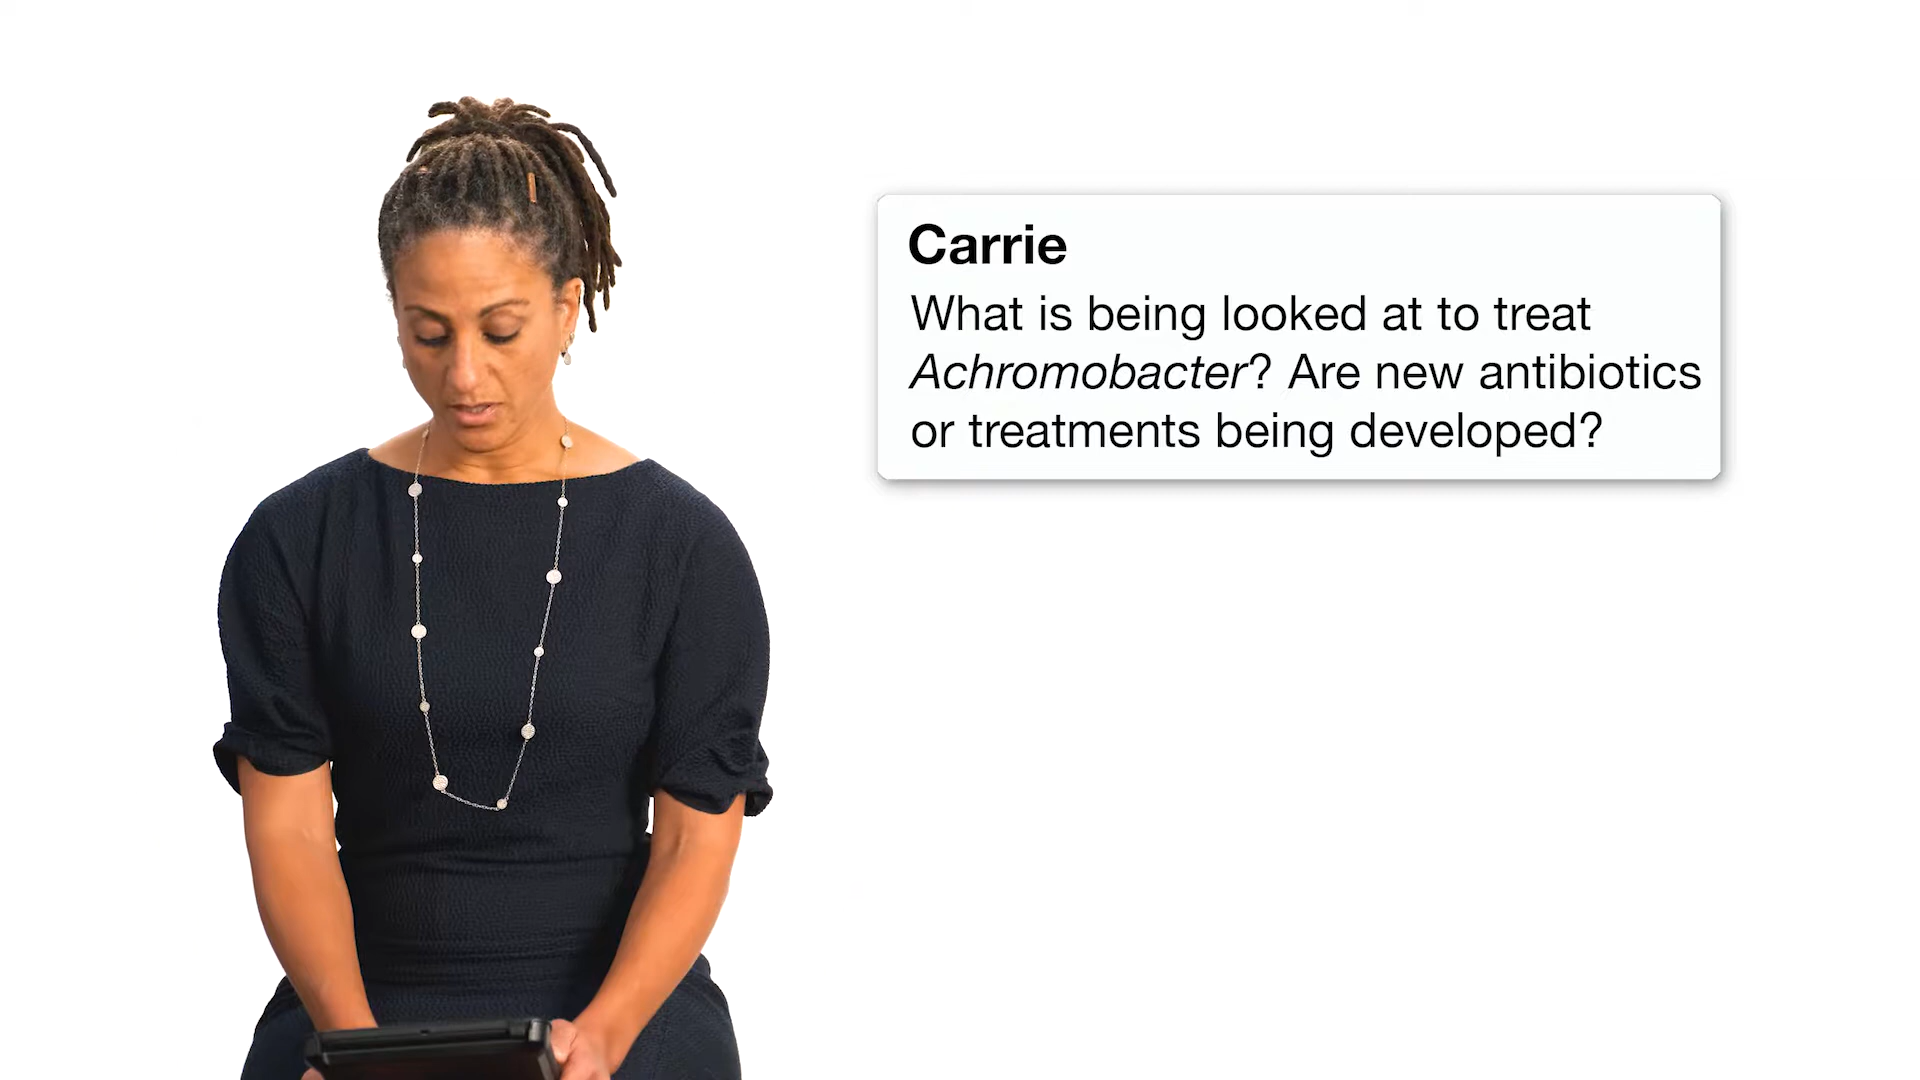 Carrie
What is being looked at to treat
Achromobacter? Are new antibiotics
or treatments being developed?